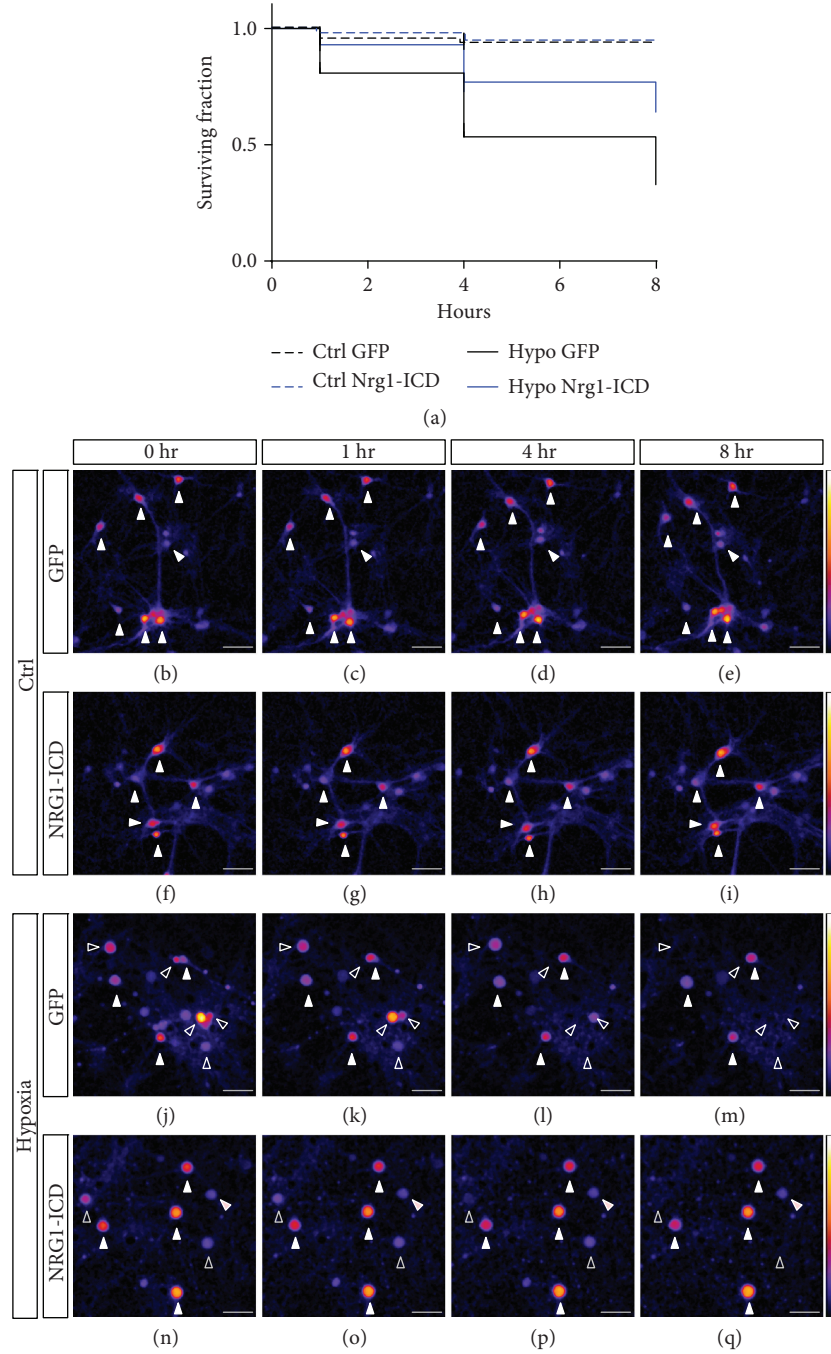 1.0
0.5
0.0
Surviving fraction
0 2 4 6 8
Hours
Ctrl GFP Hypo GFP
Ctrl Nrg1-ICD Hypo Nrg1-ICD
(a)
0 hr 1 hr 4 hr 8 hr
Ctrl
GFP
(b) (c) (d) (e)
NRG1-ICD
(f) (g) (h) (i)
Hypoxia
GFP
(j) (k) (l) (m)
NRG1-ICD
(n) (o) (p) (q)